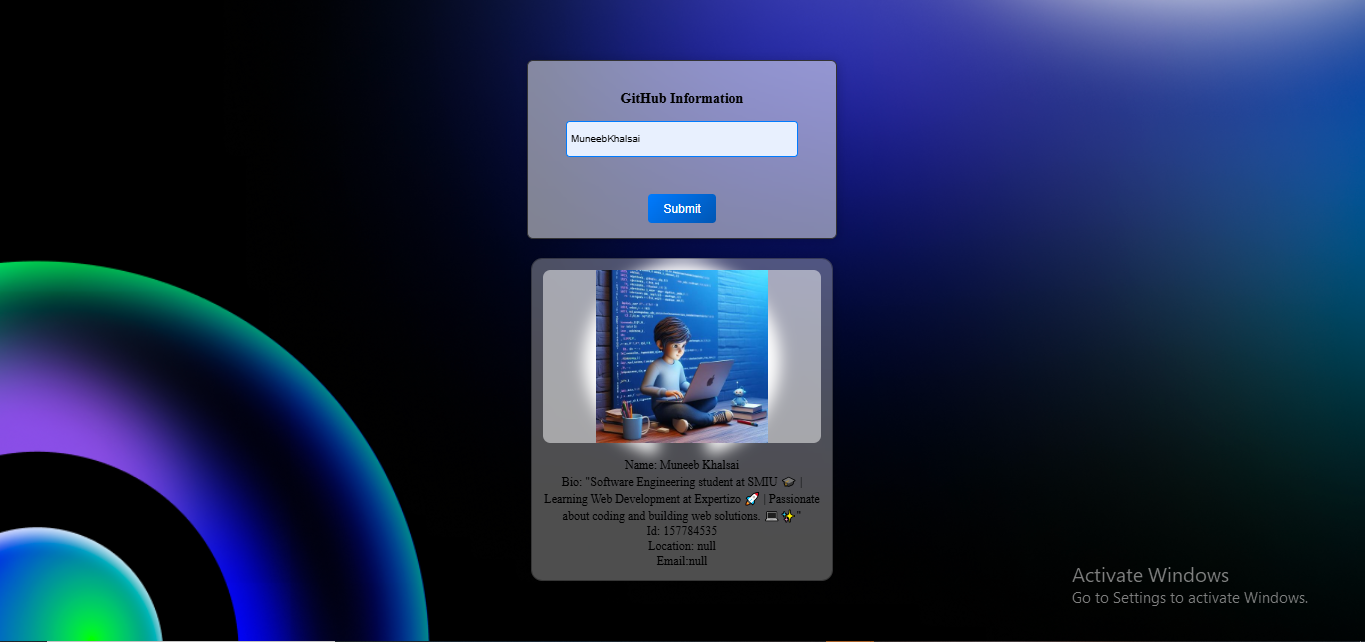 GitHub Information
MuneebKhalsai
Submit
Name: Muneeb Khalsai
Bio: "Software Engineering student at SMIU 🎓 |
Learning Web Development at Expertizo 🚀 | Passionate
about coding and building web solutions. 💻 ✨"
Id: 157784535
Location: null
Email:null
Activate Windows
Go to Settings to activate Windows.